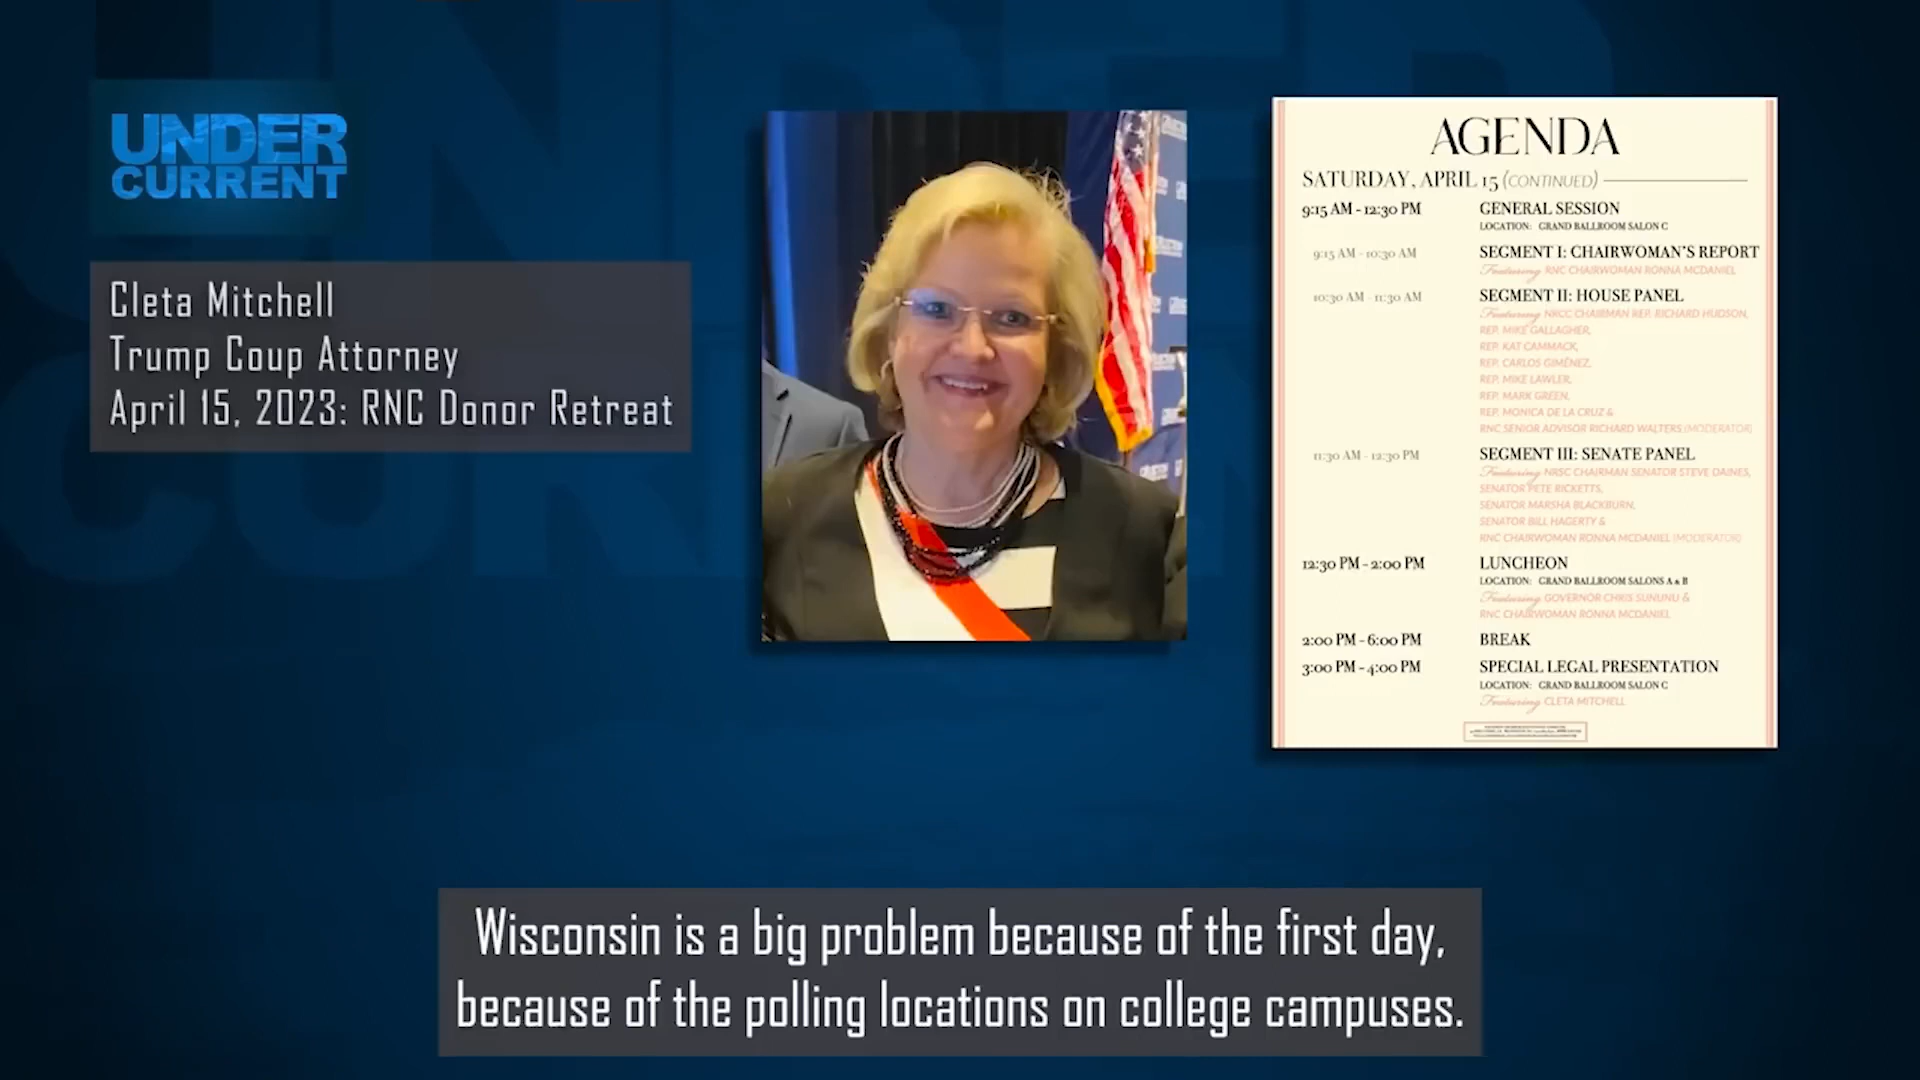 UNDER
CURRENT
Cleta Mitchell
Trump Coup Attorney
April 15, 2023: RNC Donor Retreat
AGENDA
SATURDAY, APRIL 15 (CONTINUED)
9:15 AM - 12:30 PM GENERAL SESSION
LOCATION: GRAND BALLROOM SALON C
9:15 AM - 10:30 AM SEGMENT I: CHAIRWOMAN'S REPORT
Featuring RNC CHAIRWOMAN RONNA MCDANIEL
10:30 AM - 11:30 AM SEGMENT II: HOUSE PANEL
Featuring NRCC CHAIRMAN REP. RICHARD HUDSON,
REP. MIKE GALLAGHER,
REP. KAT CAMMACK,
REP. CARLOS GIMÉNEZ,
REP. MIKE LAWLER,
REP. MARK GREEN,
REP. MONICA DE LA CRUZ &
RNC SENIOR ADVISOR RICHARD WALTERS (MODERATOR)
11:30 AM - 12:30 PM SEGMENT III: SENATE PANEL
Featuring NRSC CHAIRMAN SENATOR STEVE DAINES,
SENATOR PETE RICKETTS,
SENATOR MARSHA BLACKBURN,
SENATOR BILL HAGERTY &
RNC CHAIRWOMAN RONNA MCDANIEL (MODERATOR)
12:30 PM - 2:00 PM LUNCHEON
LOCATION: GRAND BALLROOM SALONS A & B
Featuring GOVERNOR CHRIS SUNUNU &
RNC CHAIRWOMAN RONNA MCDANIEL
2:00 PM - 6:00 PM BREAK
3:00 PM - 4:00 PM SPECIAL LEGAL PRESENTATION
LOCATION: GRAND BALLROOM SALON C
Featuring CLETA MITCHELL
Wisconsin is a big problem because of the first day,
because of the polling locations on college campuses.